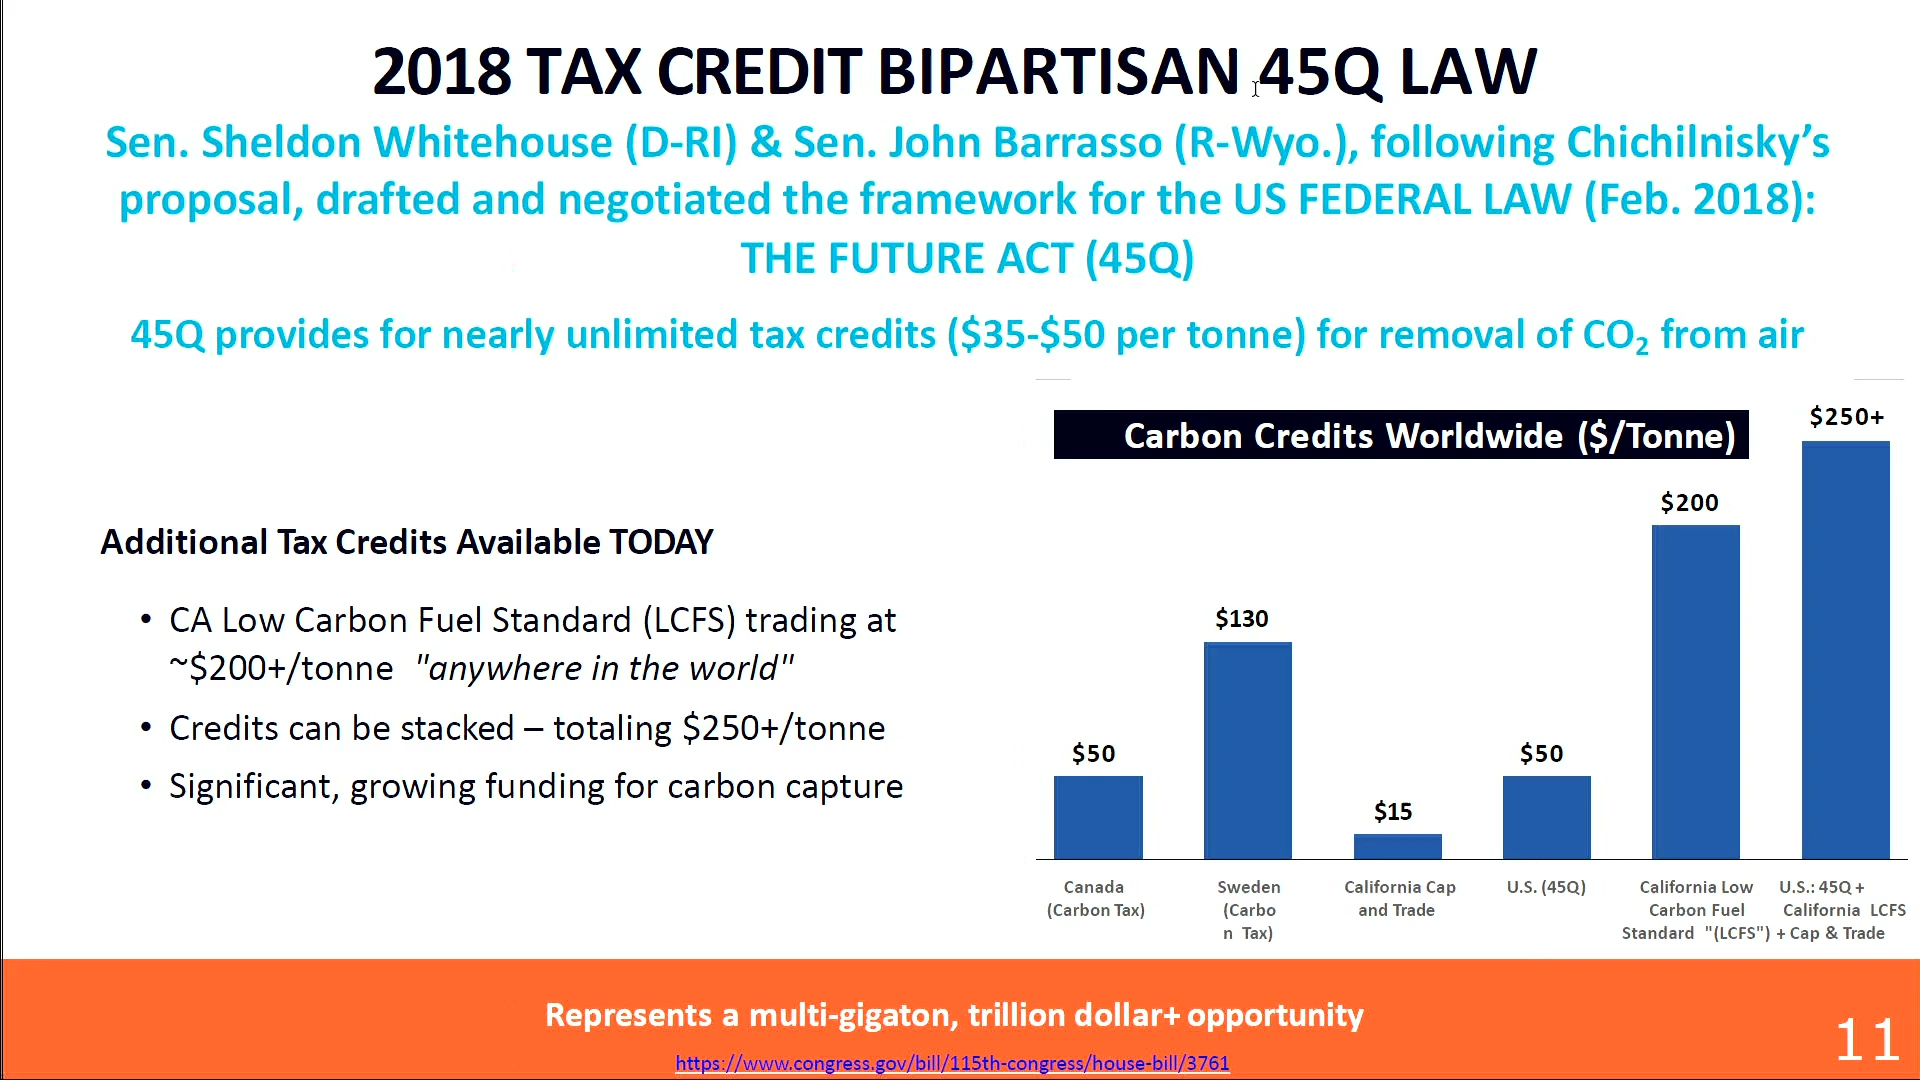 2018 TAX CREDIT BIPARTISAN 45Q LAW
Sen. Sheldon Whitehouse (D-RI) & Sen. John Barrasso (R-Wyo.), following Chichilnisky’s
proposal, drafted and negotiated the framework for the US FEDERAL LAW (Feb. 2018):
THE FUTURE ACT (45Q)
45Q provides for nearly unlimited tax credits ($35-$50 per tonne) for removal of CO₂ from air
Additional Tax Credits Available TODAY
• CA Low Carbon Fuel Standard (LCFS) trading at
~$200+/tonne "anywhere in the world"
• Credits can be stacked – totaling $250+/tonne
• Significant, growing funding for carbon capture
Carbon Credits Worldwide ($/Tonne)
$50
$130
$15
$50
$200
$250+
Canada
(Carbon Tax)
Sweden
(Carbo
n Tax)
California Cap
and Trade
U.S. (45Q)
California Low
Carbon Fuel
Standard "(LCFS")
U.S.: 45Q +
California LCFS
+ Cap & Trade
Represents a multi-gigaton, trillion dollar+ opportunity
https://www.congress.gov/bill/115th-congress/house-bill/3761
11